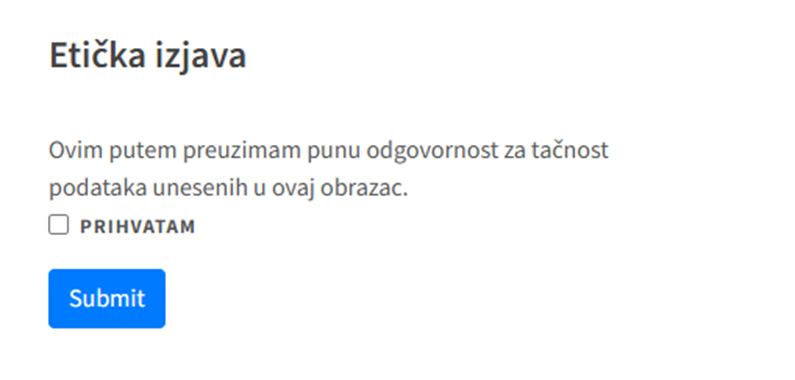 Etička izjava
Ovim putem preuzimam punu odgovornost za tačnost
podataka unesenih u ovaj obrazac.
PRIHVATAM
Submit